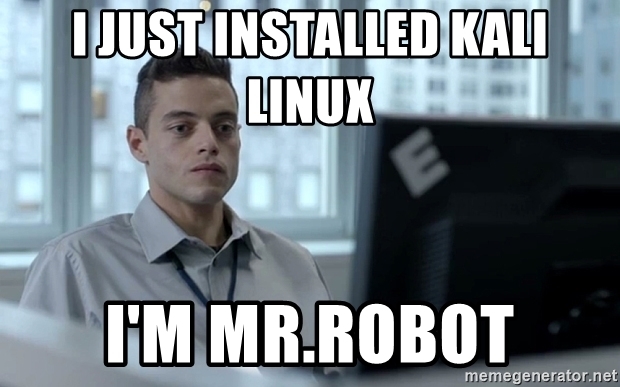 I JUST INSTALLED KALI
LINUX
E
I'M MR.ROBOT
memegenerator.net